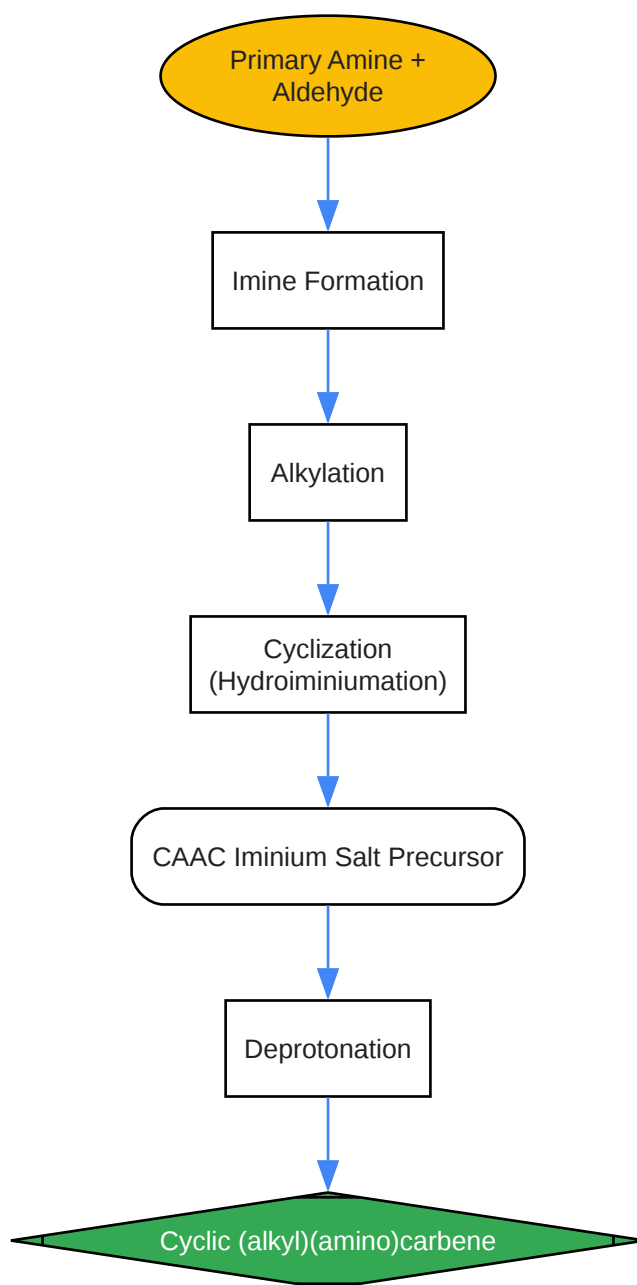 Primary Amine +
Aldehyde
Imine Formation
Alkylation
Cyclization
(Hydroiminiumation)
CAAC Iminium Salt Precursor
Deprotonation
Cyclic (alkyl)(amino)carbene